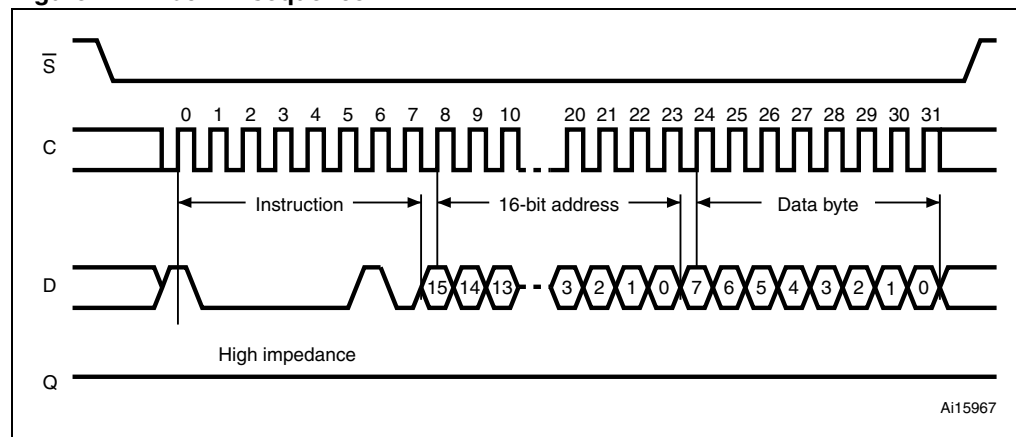 S
0 1 2 3 4 5 6 7 8 9 10 20 21 22 23 24 25 26 27 28 29 30 31
C
Instruction 16-bit address Data byte
D 15 14 13 3 2 1 0 7 6 5 4 3 2 1 0
High impedance
Q
Ai15967